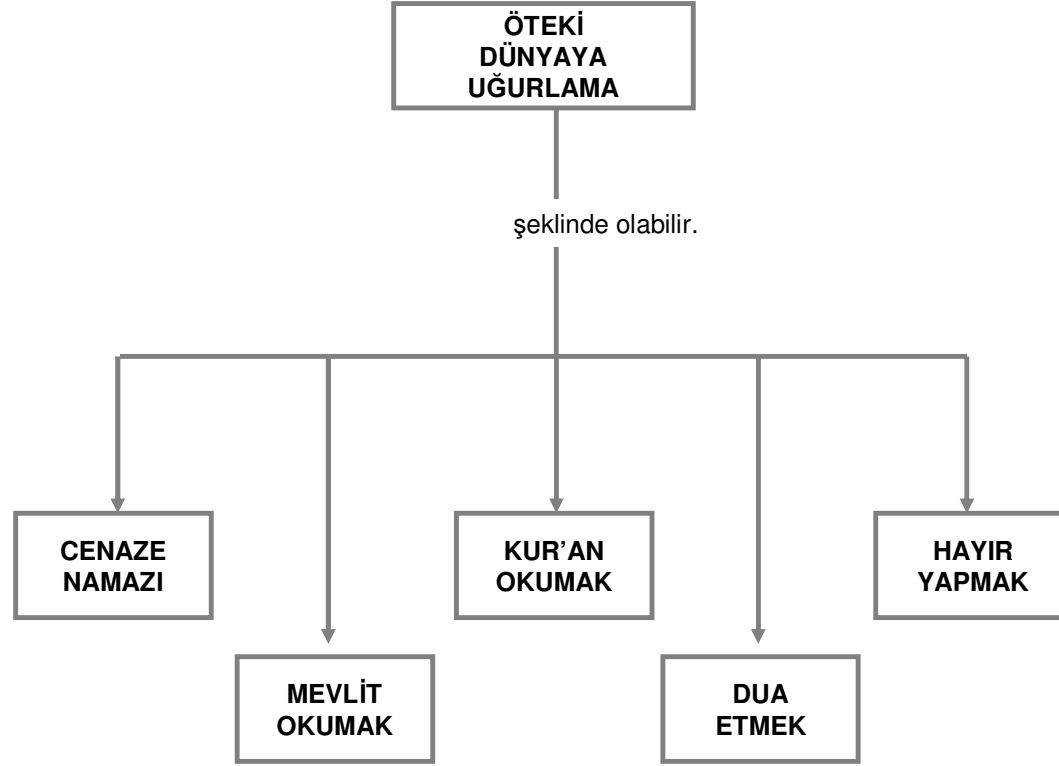 ÖTEKİ
DÜNYAYA
UĞURLAMA
şeklinde olabilir.
CENAZE
NAMAZI
MEVLİT
OKUMAK
KUR’AN
OKUMAK
DUA
ETMEK
HAYIR
YAPMAK